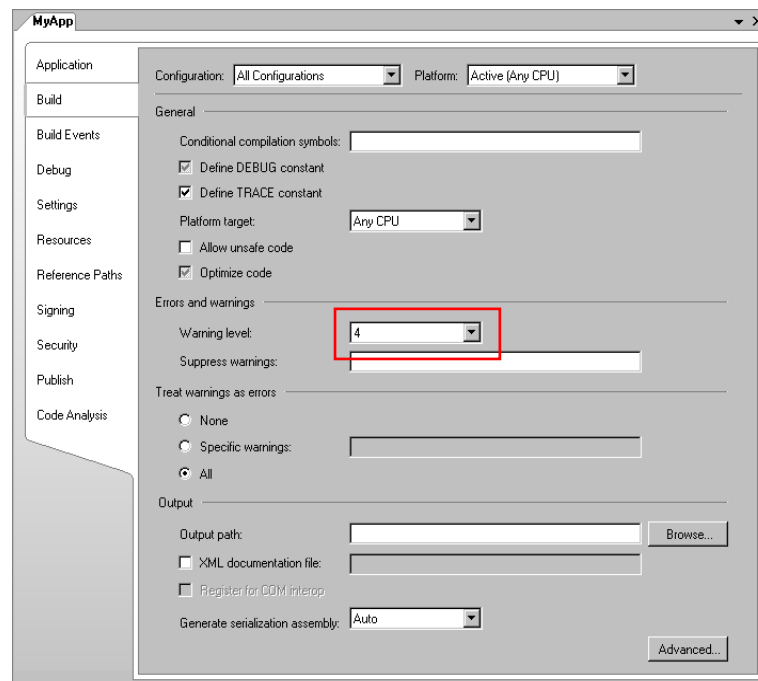 MyApp
Application
Build
Build Events
Debug
Settings
Resources
Reference Paths
Signing
Security
Publish
Code Analysis
Configuration: All Configurations Platform: Active (Any CPU)
General
Conditional compilation symbols:
Define DEBUG constant
Define TRACE constant
Platform target: Any CPU
Allow unsafe code
Optimize code
Errors and warnings
Warning level: 4
Suppress warnings:
Treat warnings as errors
None
Specific warnings:
All
Output
Output path: Browse...
XML documentation file:
Register for COM interop
Generate serialization assembly: Auto
Advanced...